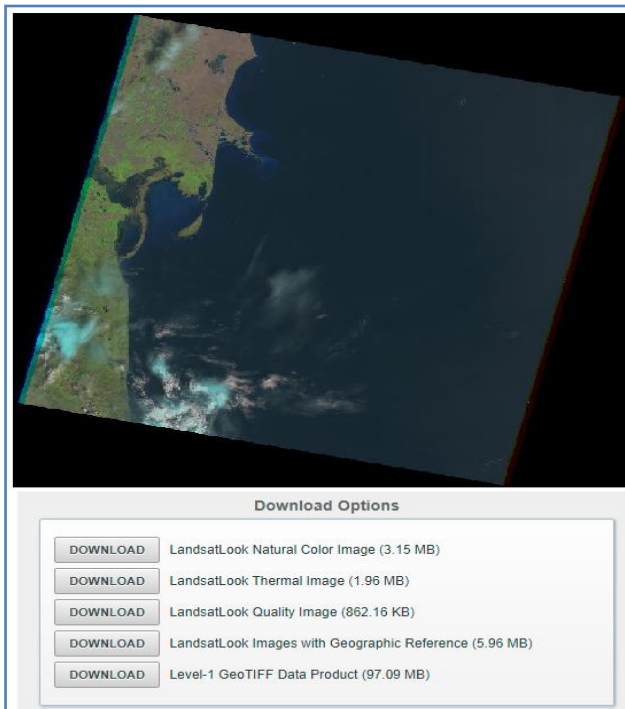 Download Options
DOWNLOAD LandsatLook Natural Color Image (3.15 MB)
DOWNLOAD LandsatLook Thermal Image (1.96 MB)
DOWNLOAD LandsatLook Quality Image (862.16 KB)
DOWNLOAD LandsatLook Images with Geographic Reference (5.96 MB)
DOWNLOAD Level-1 GeoTIFF Data Product (97.09 MB)